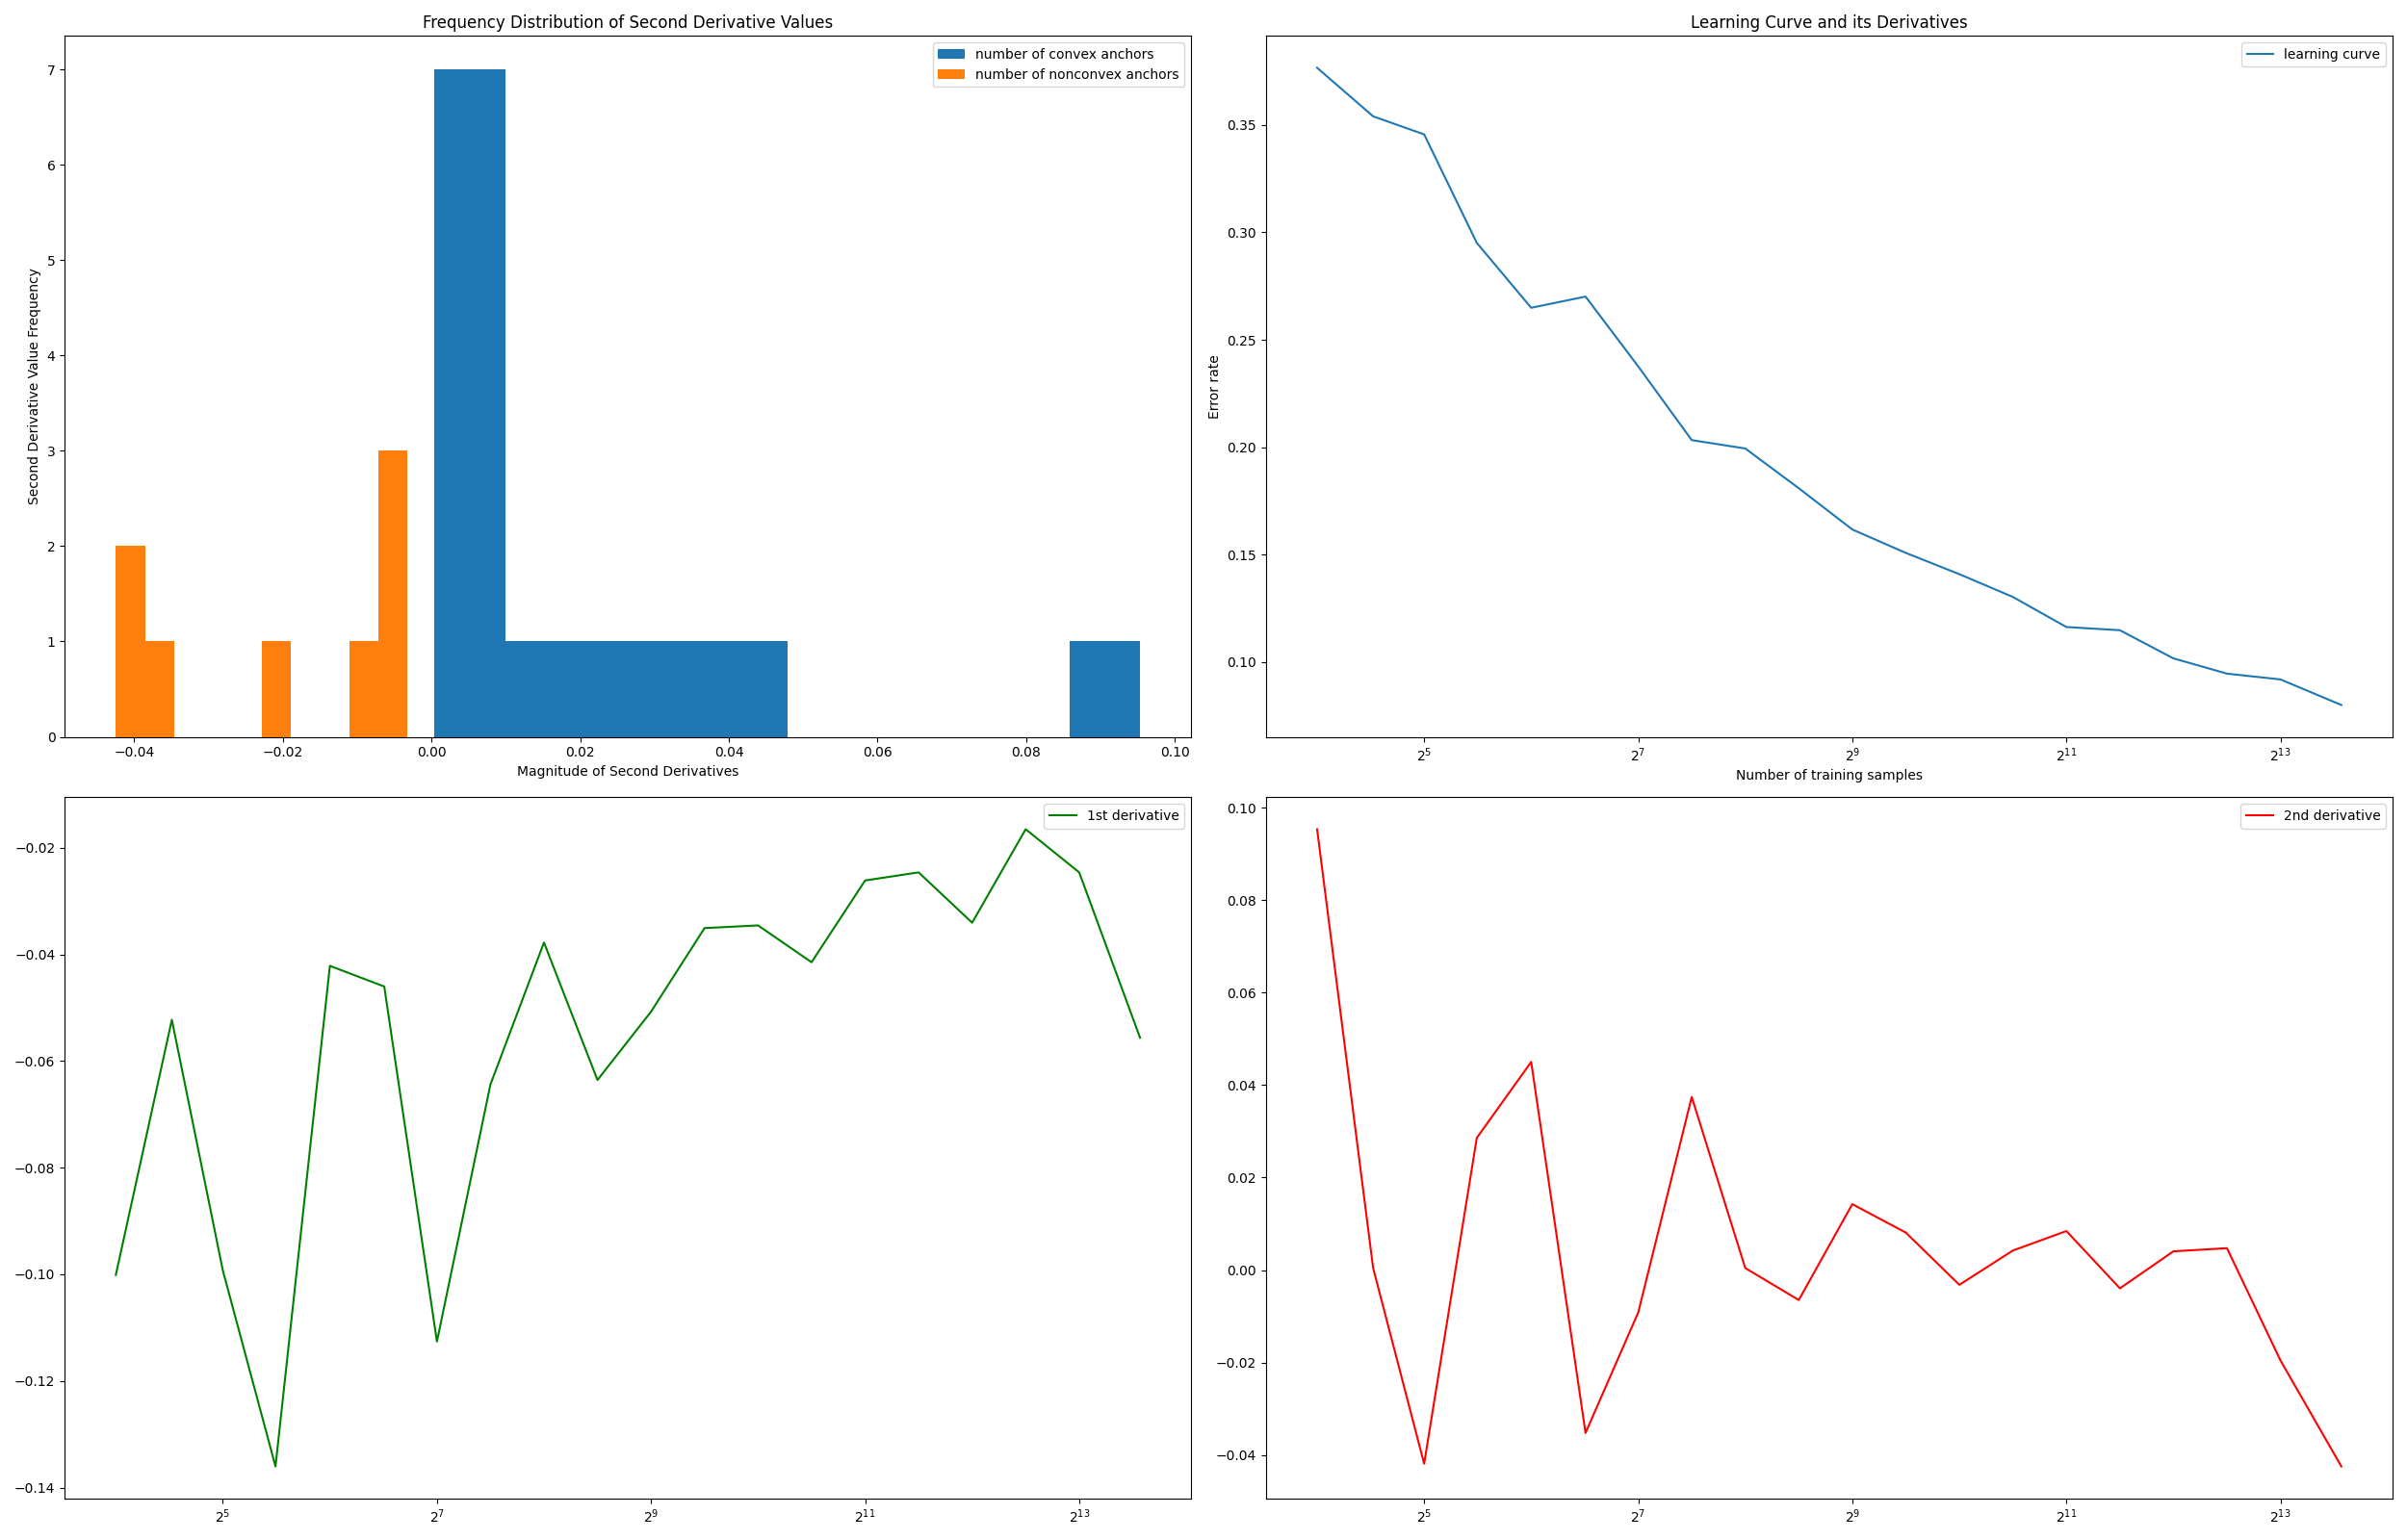 Frequency Distribution of Second Derivative Values
number of convex anchors
number of nonconvex anchors
Second Derivative Value Frequency
7
6
5
4
3
2
1
0
−0.04 −0.02 0.00 0.02 0.04 0.06 0.08 0.10
Magnitude of Second Derivatives
Learning Curve and its Derivatives
learning curve
Error rate
0.35
0.30
0.25
0.20
0.15
0.10
2^5 2^7 2^9 2^11 2^13
Number of training samples
1st derivative
−0.02
−0.04
−0.06
−0.08
−0.10
−0.12
−0.14
2^5 2^7 2^9 2^11 2^13
2nd derivative
0.10
0.08
0.06
0.04
0.02
0.00
−0.02
−0.04
2^5 2^7 2^9 2^11 2^13